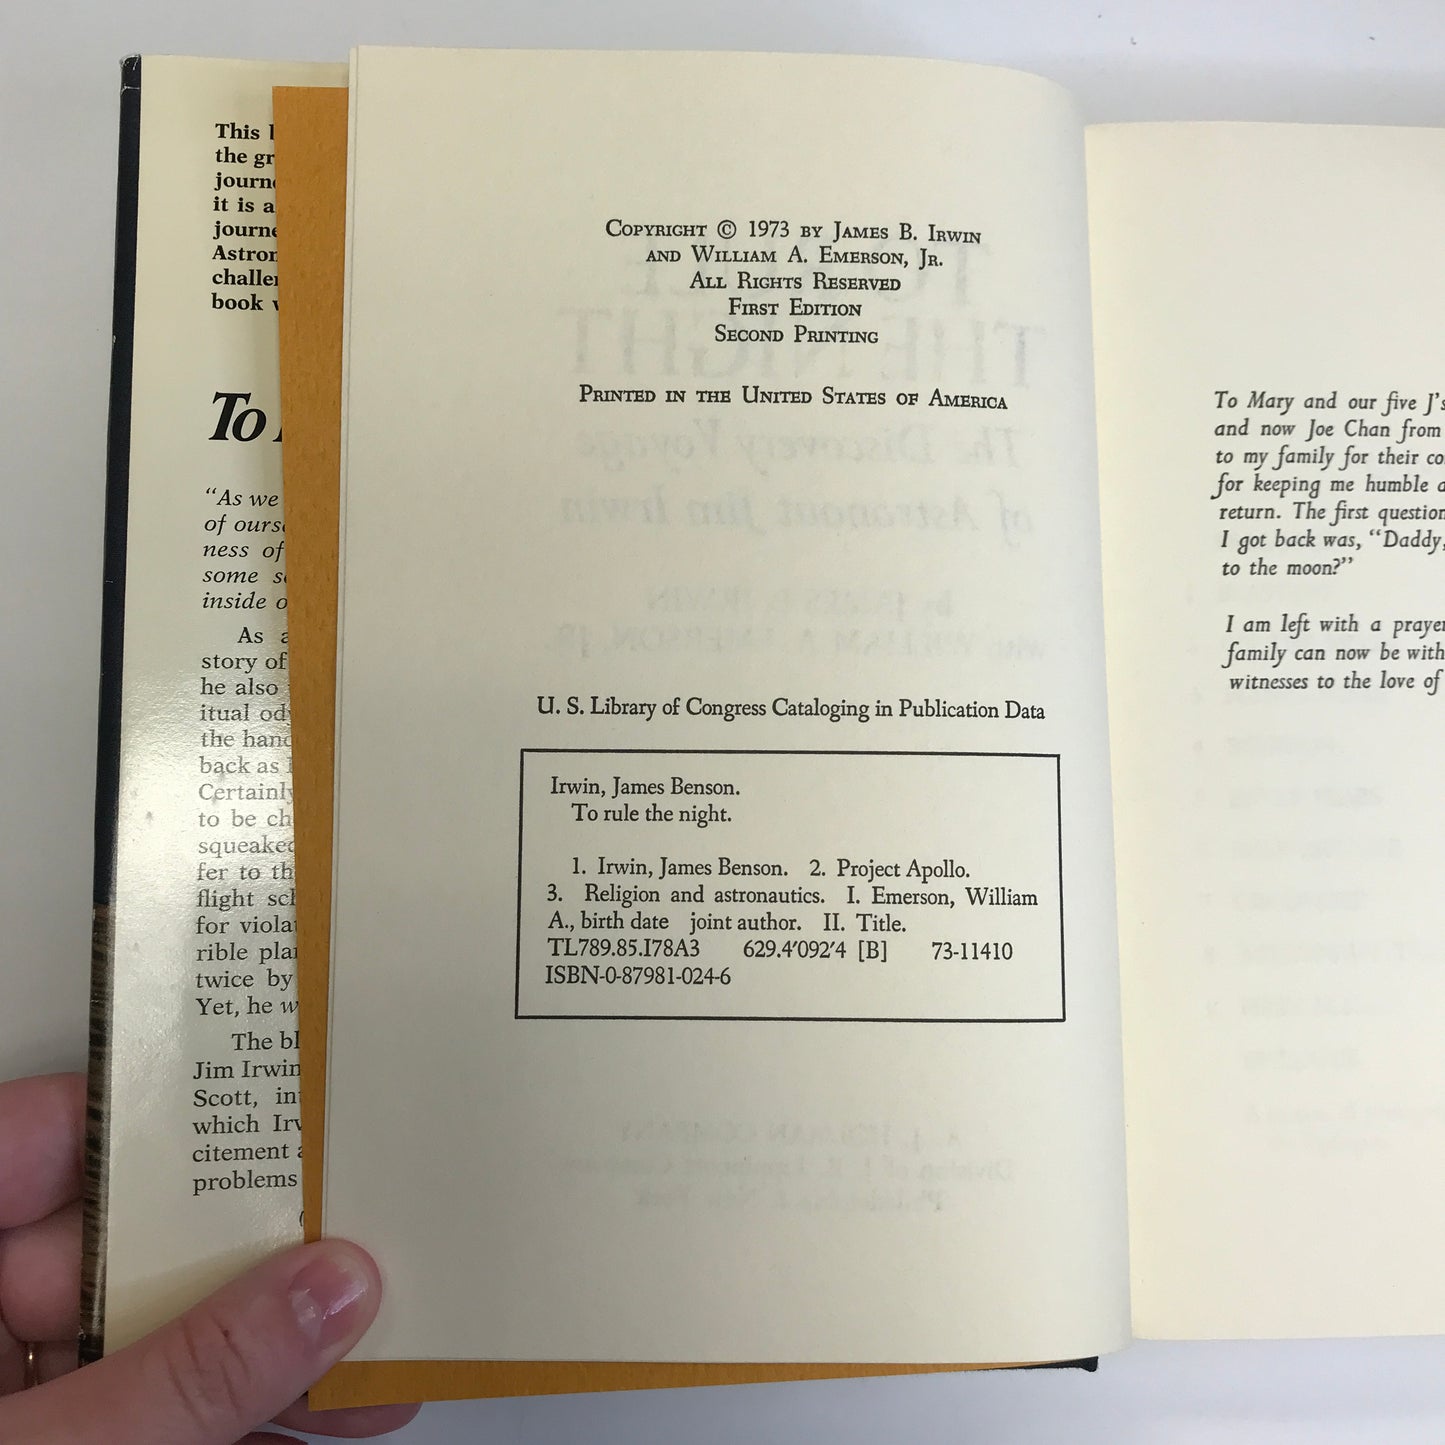 This
the gr
journe
it is a
journe
Astron
challen
book
To
"As we
of ourse
ness of
some
inside o
As a
story of
he also
itual od
the hand
back as
Certainly
to be ch
squeaked
fer to th
flight sch
for viola
rible plan
twice by
Yet, he w
The bl
Jim Irwin
Scott, in
which Irw
citement a
problems
Copyright © 1973 by James B. Irwin
and William A. Emerson, Jr.
All Rights Reserved
First Edition
Second Printing
Printed in the United States of America
U. S. Library of Congress Cataloging in Publication Data
Irwin, James Benson.
To rule the night.
1. Irwin, James Benson. 2. Project Apollo.
3. Religion and astronautics. I. Emerson, William
A., birth date joint author. II. Title.
TL789.85.I78A3 629.4'092'4 [B] 73-11410
ISBN-0-87981-024-6
To Mary and our five J's
and now Joe Chan from
to my family for their co
for keeping me humble a
return. The first question
I got back was, "Daddy,
to the moon?"
I am left with a prayer
family can now be with
witnesses to the love of